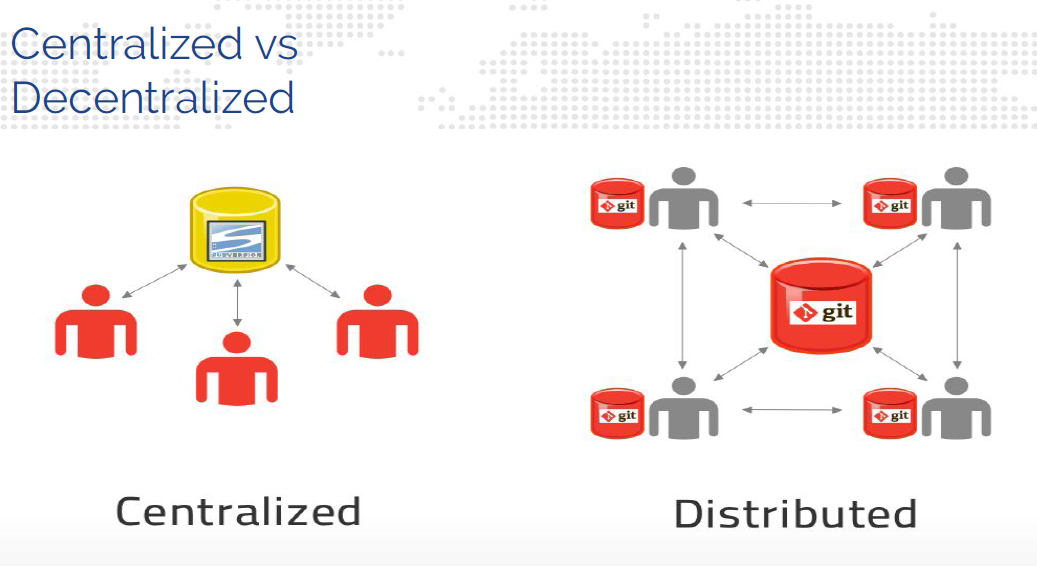 Centralized vs
Decentralized
git
git
git
git
git
Centralized
Distributed